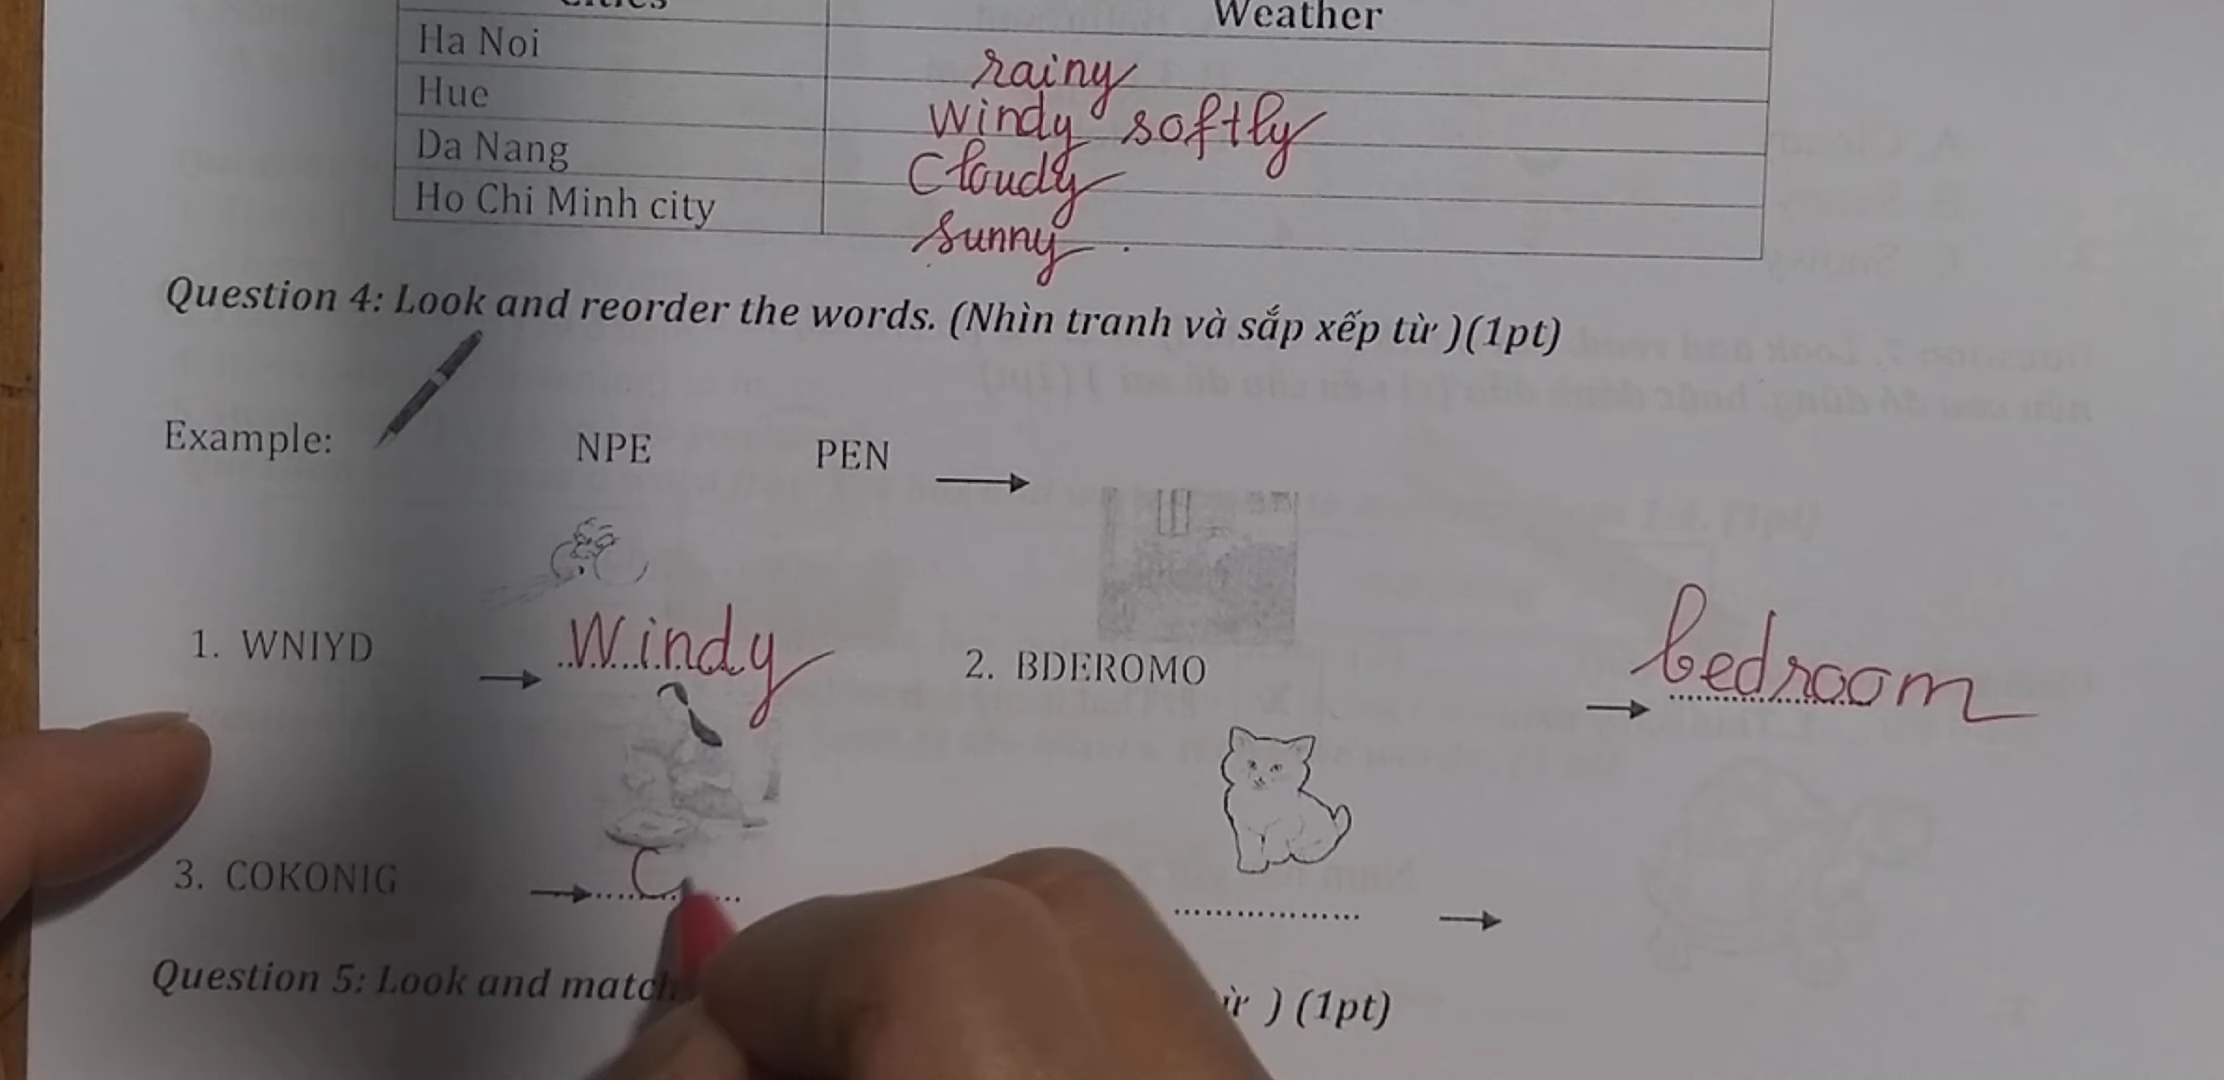 Cities Weather
Ha Noi rainy
Hue windy softly
Da Nang Cloudy
Ho Chi Minh city sunny
Question 4: Look and reorder the words. (Nhìn tranh và sắp xếp từ )(1pt)
Example: NPE PEN
1. WNIYD Windy 2. BDEROMO bedroom
3. COKONIG C
Question 5: Look and match ) (1pt)